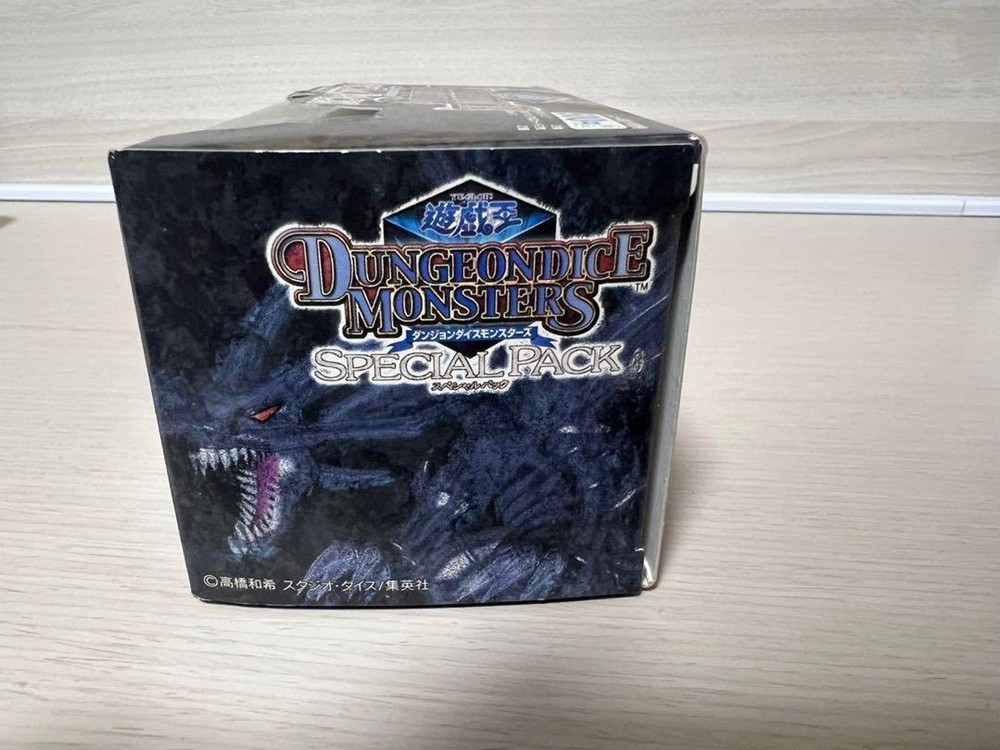 遊戯王
DUNGEONDICE
MONSTERS™
ダンジョンダイスモンスターズ
SPECIAL PACK
スペシャルパック
©高橋和希 スタジオ・ダイス/集英社